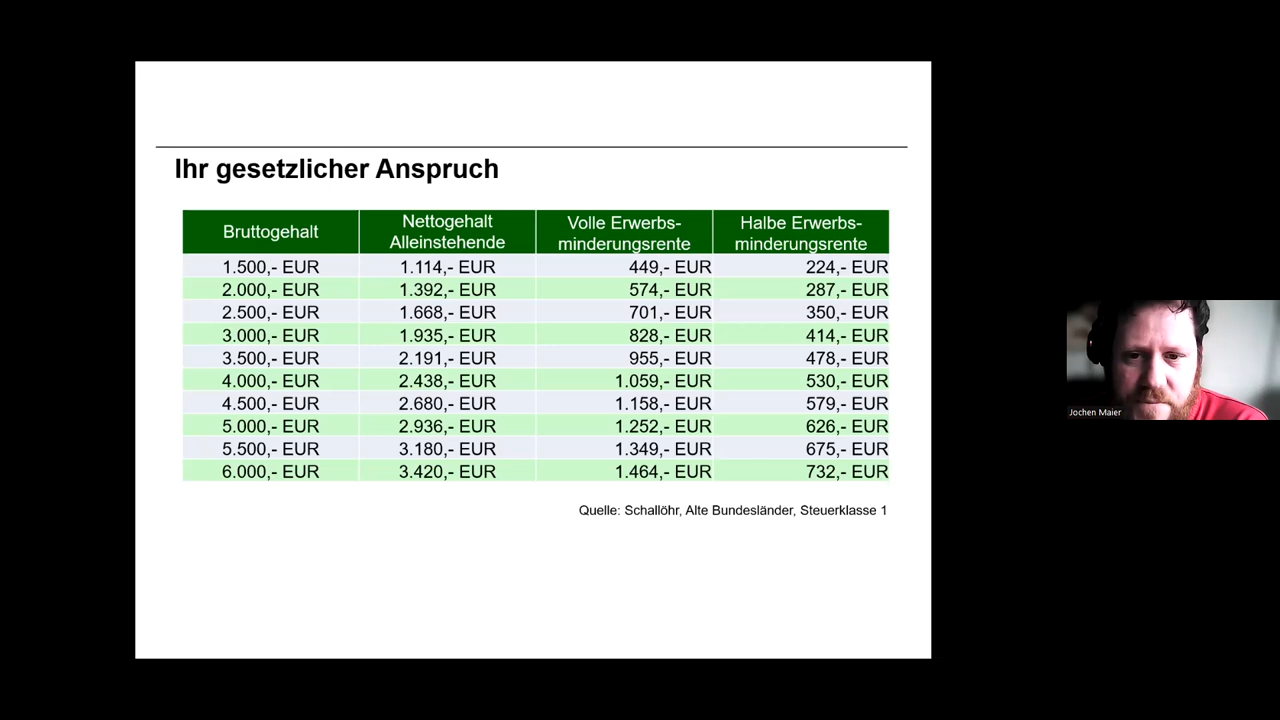 Ihr gesetzlicher Anspruch
Bruttogehalt
Nettogehalt
Alleinstehende
Volle Erwerbs-
minderungsrente
Halbe Erwerbs-
minderungsrente
1.500,- EUR 1.114,- EUR 449,- EUR 224,- EUR
2.000,- EUR 1.392,- EUR 574,- EUR 287,- EUR
2.500,- EUR 1.668,- EUR 701,- EUR 350,- EUR
3.000,- EUR 1.935,- EUR 828,- EUR 414,- EUR
3.500,- EUR 2.191,- EUR 955,- EUR 478,- EUR
4.000,- EUR 2.438,- EUR 1.059,- EUR 530,- EUR
4.500,- EUR 2.680,- EUR 1.158,- EUR 579,- EUR
5.000,- EUR 2.936,- EUR 1.252,- EUR 626,- EUR
5.500,- EUR 3.180,- EUR 1.349,- EUR 675,- EUR
6.000,- EUR 3.420,- EUR 1.464,- EUR 732,- EUR
Quelle: Schallöhr, Alte Bundesländer, Steuerklasse 1
Jochen Maier